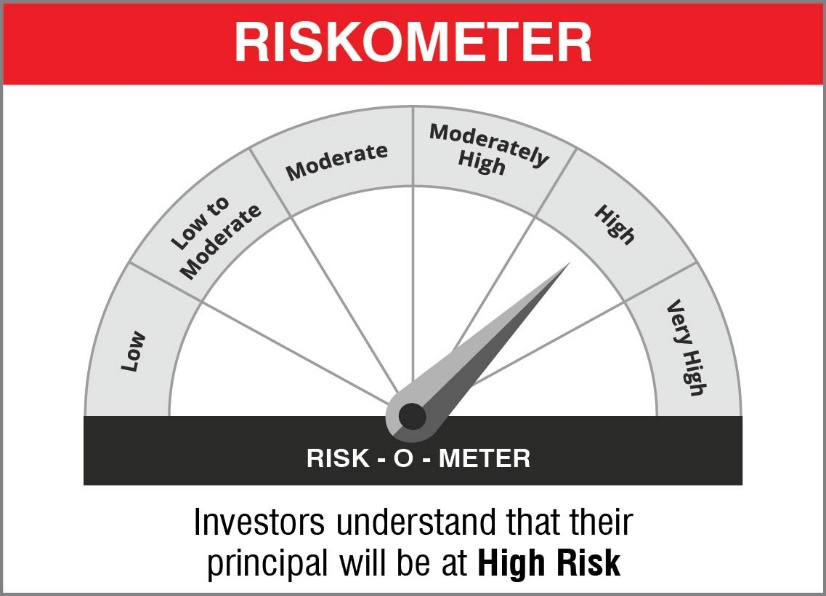 RISKOMETER
Low
Low to
Moderate
Moderate
Moderately
High
High
Very High
RISK - O - METER
Investors understand that their
principal will be at High Risk